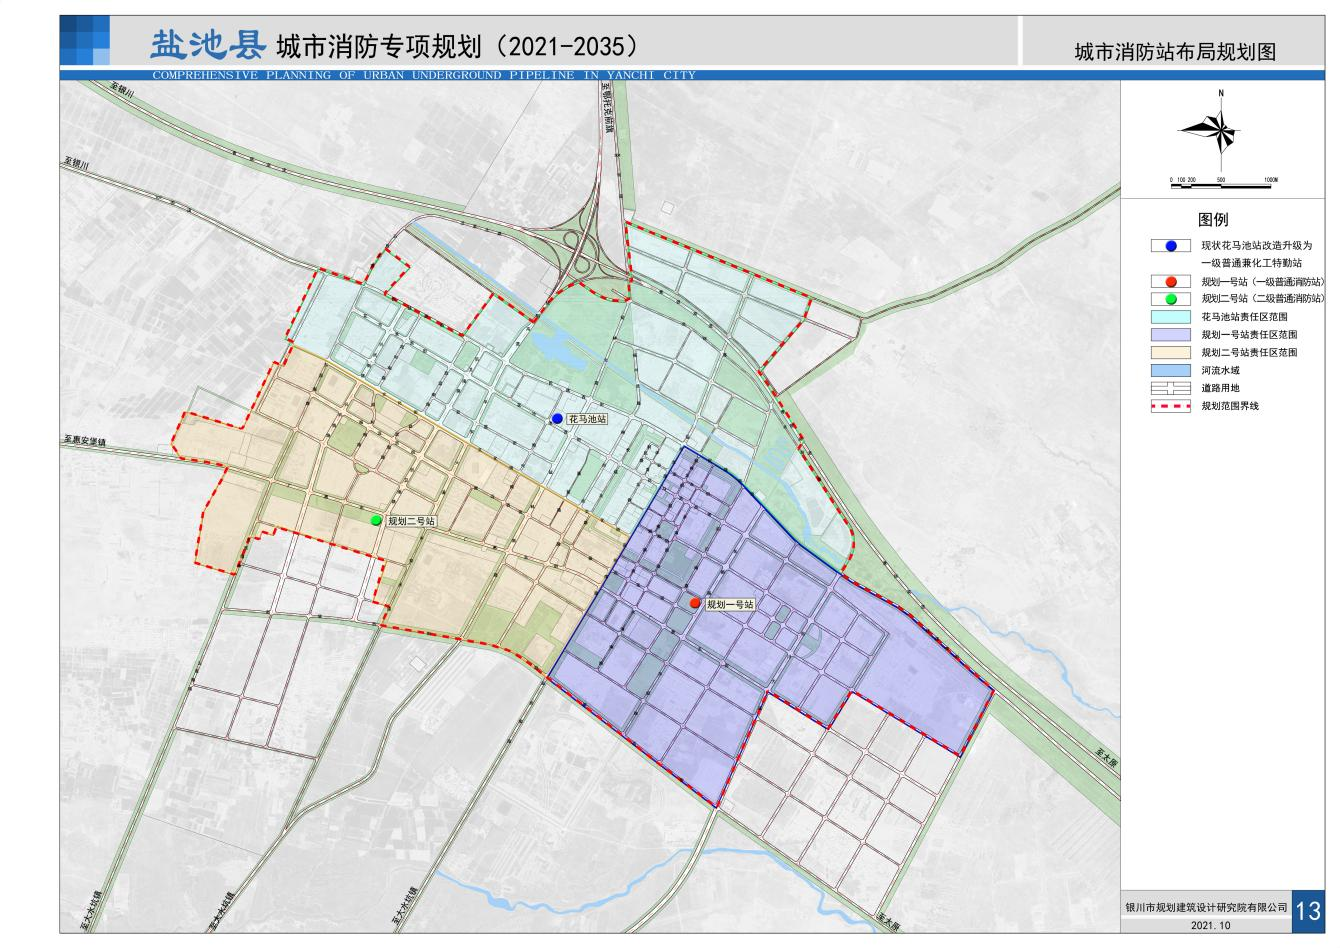 盐池县 城市消防专项规划（2021-2035）
城市消防站布局规划图
COMPREHENSIVE PLANNING OF URBAN UNDERGROUND PIPELINE IN YANCHI CITY
至银川
至鄂托克前旗
至银川
至惠安堡镇
花马池站
规划二号站
规划一号站
至太原
至大水坑镇
至大水坑镇
至大水坑镇
至太原
N
0 100 200 500 1000M
图例
现状花马池站改造升级为
一级普通兼化工特勤站
规划一号站（一级普通消防站）
规划二号站（二级普通消防站）
花马池站责任区范围
规划一号站责任区范围
规划二号站责任区范围
河流水域
道路用地
规划范围界线
银川市规划建筑设计研究院有限公司
2021.10
13